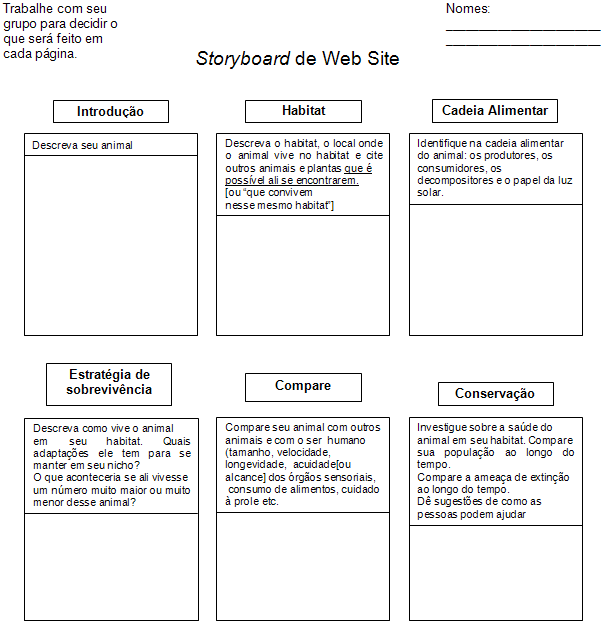 Trabalhe com seu
grupo para decidir o
que será feito em
cada página.
Nomes:
Storyboard de Web Site
Introdução
Descreva seu animal
Habitat
Descreva o habitat, o local onde
o animal vive no habitat e cite
outros animais e plantas que é
possível ali se encontrarem.
[ou “que convivem
nesse mesmo habitat”]
Cadeia Alimentar
Identifique na cadeia alimentar
do animal: os produtores, os
consumidores, os
decompositores e o papel da luz
solar.
Estratégia de
sobrevivência
Descreva como vive o animal
em seu habitat. Quais
adaptações ele tem para se
manter em seu nicho?
O que aconteceria se ali vivesse
um número muito maior ou muito
menor desse animal?
Compare
Compare seu animal com outros
animais e com o ser humano
(tamanho, velocidade,
longevidade, acuidade[ou
alcance] dos órgãos sensoriais,
consumo de alimentos, cuidado
à prole etc.
Conservação
Investigue sobre a saúde do
animal em seu habitat. Compare
sua população ao longo do
tempo.
Compare a ameaça de extinção
ao longo do tempo.
Dê sugestões de como as
pessoas podem ajudar